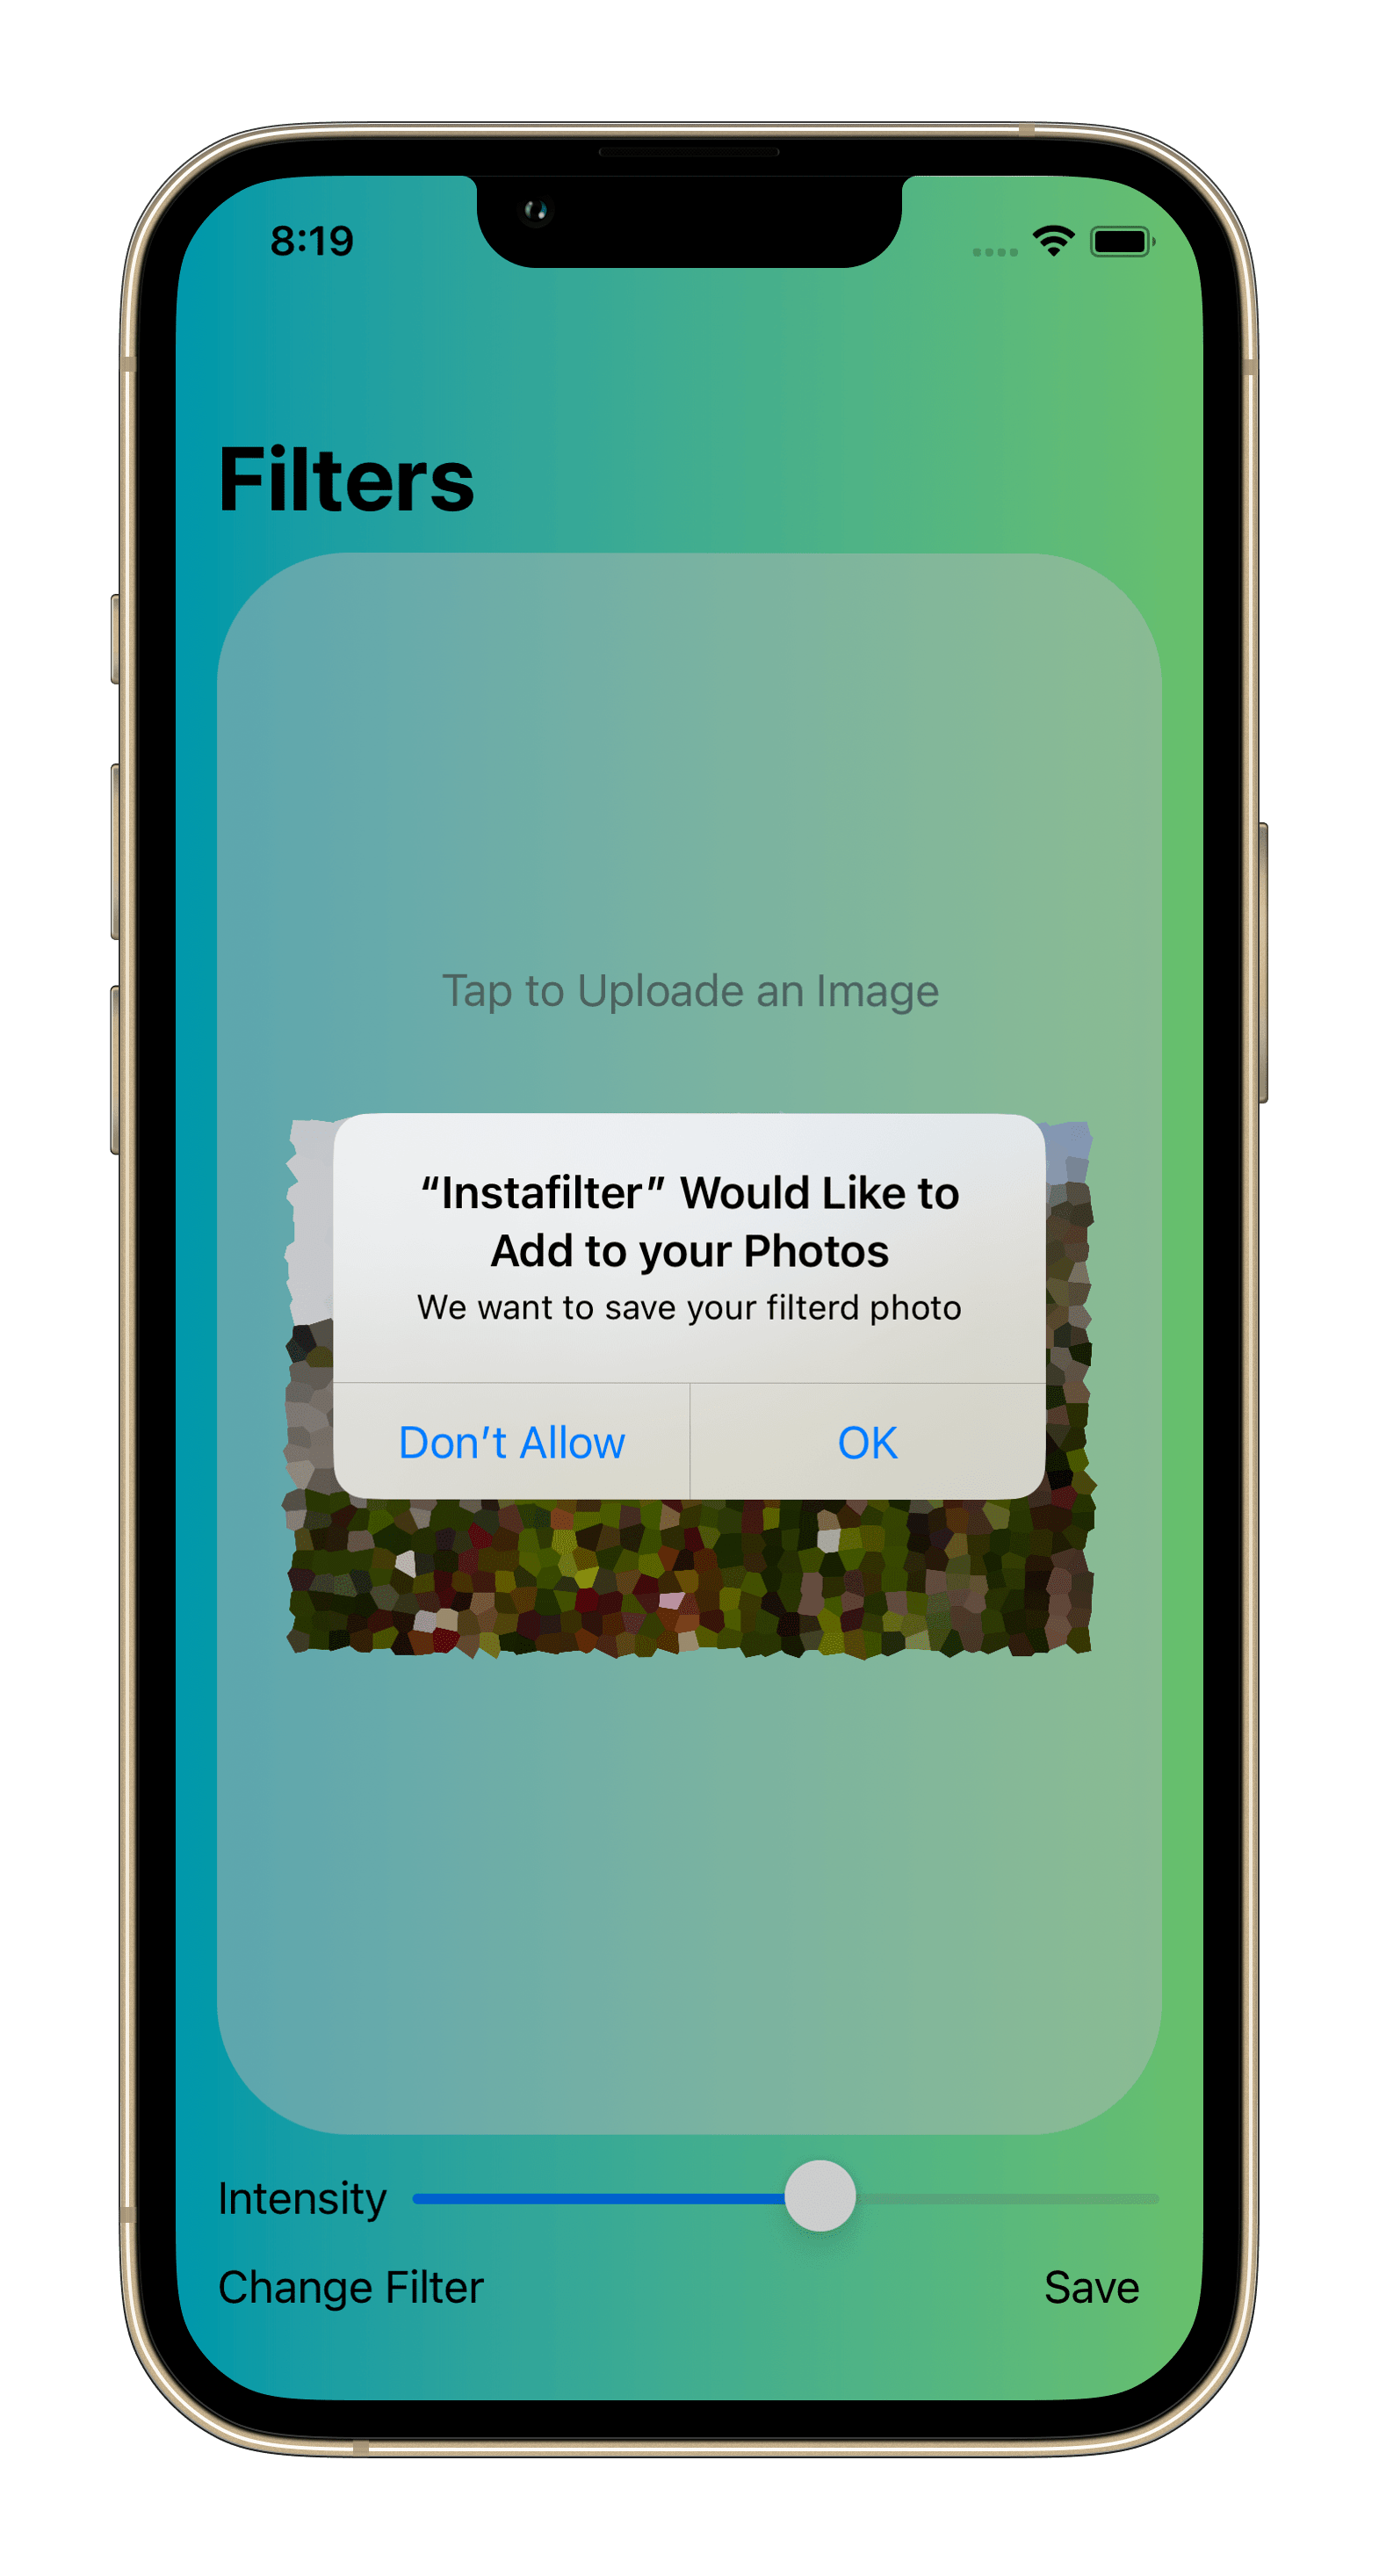 8:19
Filters
Tap to Uploade an Image
“Instafilter” Would Like to
Add to your Photos
We want to save your filterd photo
Don’t Allow
OK
Intensity
Change Filter
Save